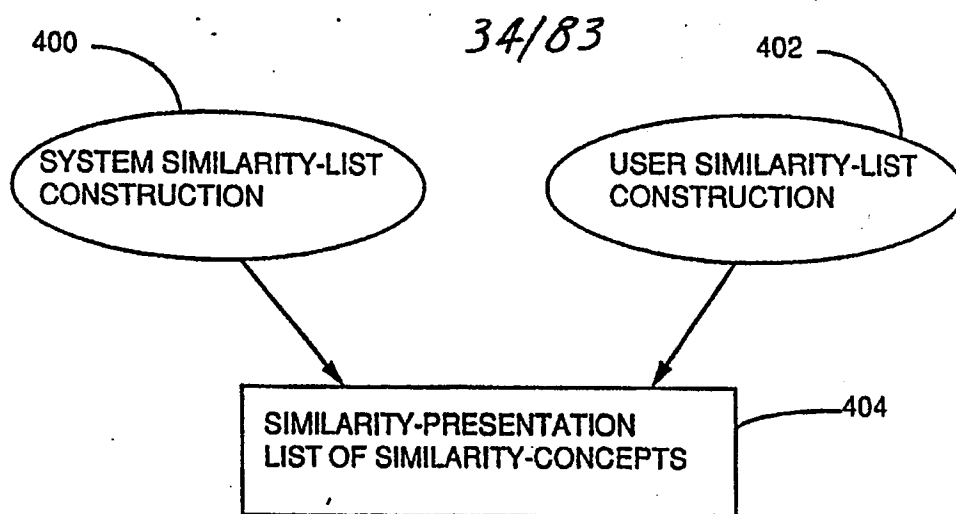 34/83
400
402
SYSTEM SIMILARITY-LIST
CONSTRUCTION
USER SIMILARITY-LIST
CONSTRUCTION
SIMILARITY-PRESENTATION
LIST OF SIMILARITY-CONCEPTS
404